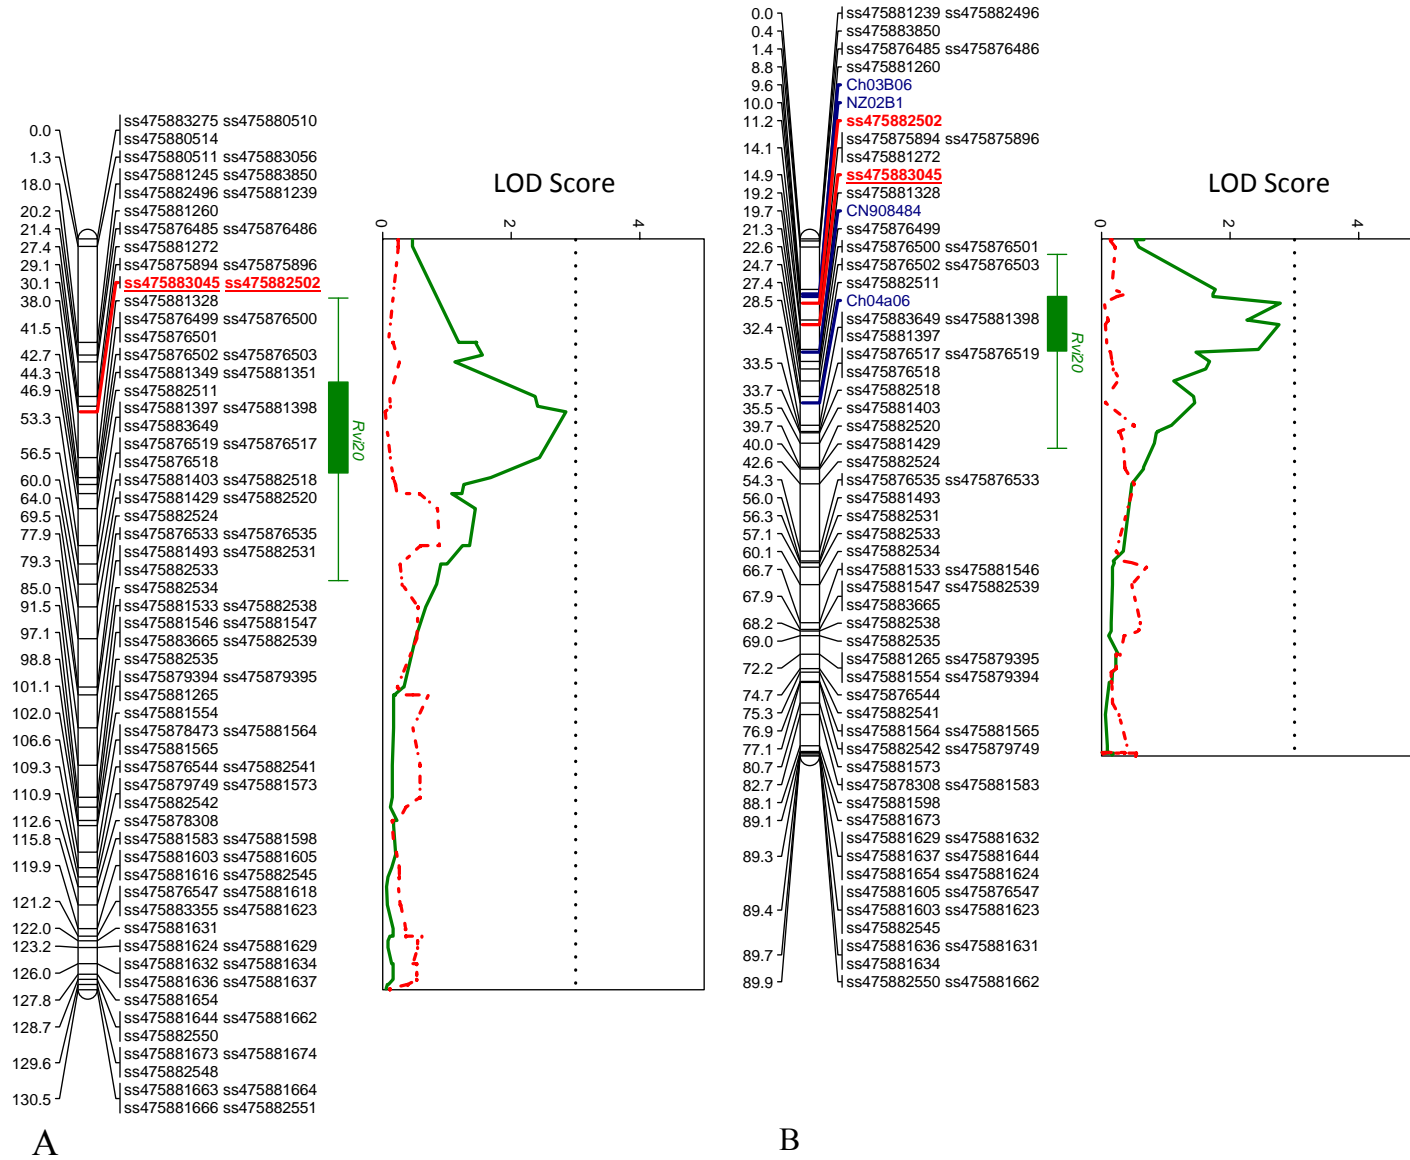 0.0 ss475883275 ss475880510
ss475880514
1.3 ss475880511 ss475883056
18.0 ss475881245 ss475883850
ss475882496 ss475881239
20.2 ss475881260
21.4 ss475876485 ss475876486
27.4 ss475881272
29.1 ss475875894 ss475875896
30.1 ss475883045 ss475882502
38.0 ss475881328
41.5 ss475876499 ss475876500
ss475876501
42.7 ss475876502 ss475876503
44.3 ss475881349 ss475881351
46.9 ss475882511
53.3 ss475881397 ss475881398
ss475883649
56.5 ss475876519 ss475876517
ss475876518
60.0 ss475881403 ss475882518
64.0 ss475881429 ss475882520
69.5 ss475882524
77.9 ss475876533 ss475876535
79.3 ss475881493 ss475882531
ss475882533
85.0 ss475882534
91.5 ss475881533 ss475882538
97.1 ss475881546 ss475881547
ss475883665 ss475882539
98.8 ss475882535
101.1 ss475879394 ss475879395
ss475881265
102.0 ss475881554
106.6 ss475878473 ss475881564
ss475881565
109.3 ss475876544 ss475882541
110.9 ss475879749 ss475881573
ss475882542
112.6 ss475878308
115.8 ss475881583 ss475881598
119.9 ss475881603 ss475881605
ss475881616 ss475882545
121.2 ss475876547 ss475881618
ss475883355 ss475881623
122.0 ss475881631
123.2 ss475881624 ss475881629
126.0 ss475881632 ss475881634
ss475881636 ss475881637
127.8 ss475881654
128.7 ss475881644 ss475881662
ss475882550
129.6 ss475881673 ss475881674
ss475882548
130.5 ss475881663 ss475881664
ss475881666 ss475882551
Rvi20
LOD Score
0 2 4
A
0.0 ss475881239 ss475882496
0.4 ss475883850
1.4 ss475876485 ss475876486
8.8 ss475881260
9.6 Ch03B06
10.0 NZ02B1
11.2 ss475882502
14.1 ss475875894 ss475875896
ss475881272
14.9 ss475883045
19.2 ss475881328
19.7 CN908484
21.3 ss475876499
22.6 ss475876500 ss475876501
24.7 ss475876502 ss475876503
27.4 ss475882511
28.5 Ch04a06
32.4 ss475883649 ss475881398
ss475881397
33.5 ss475876517 ss475876519
ss475876518
33.7 ss475882518
35.5 ss475881403
39.7 ss475882520
40.0 ss475881429
42.6 ss475882524
54.3 ss475876535 ss475876533
56.0 ss475881493
56.3 ss475882531
57.1 ss475882533
60.1 ss475882534
66.7 ss475881533 ss475881546
67.9 ss475881547 ss475882539
ss475883665
68.2 ss475882538
69.0 ss475882535
72.2 ss475881265 ss475879395
ss475881554 ss475879394
74.7 ss475876544
75.3 ss475882541
76.9 ss475881564 ss475881565
77.1 ss475882542 ss475879749
80.7 ss475881573
82.7 ss475878308 ss475881583
88.1 ss475881598
89.1 ss475881673
89.3 ss475881629 ss475881632
ss475881637 ss475881644
ss475881654 ss475881624
89.4 ss475881605 ss475876547
ss475881603 ss475881623
ss475882545
89.7 ss475881636 ss475881631
ss475881634
89.9 ss475882550 ss475881662
Rvi20
LOD Score
0 2 4
B